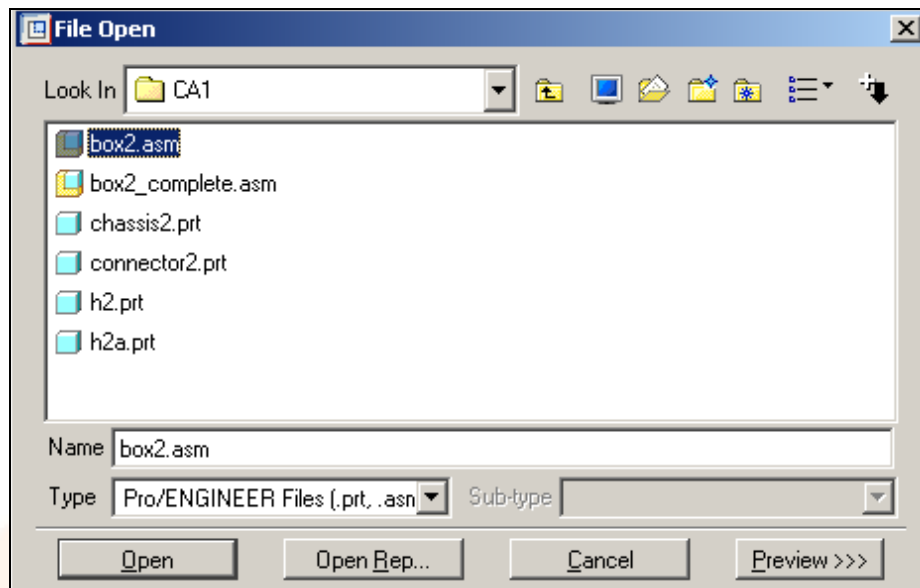 File Open
Look In CA1
box2.asm
box2_complete.asm
chassis2.prt
connector2.prt
h2.prt
h2a.prt
Name box2.asm
Type Pro/ENGINEER Files (.prt, .asn Sub-type
Open Open Rep... Cancel Preview >>>